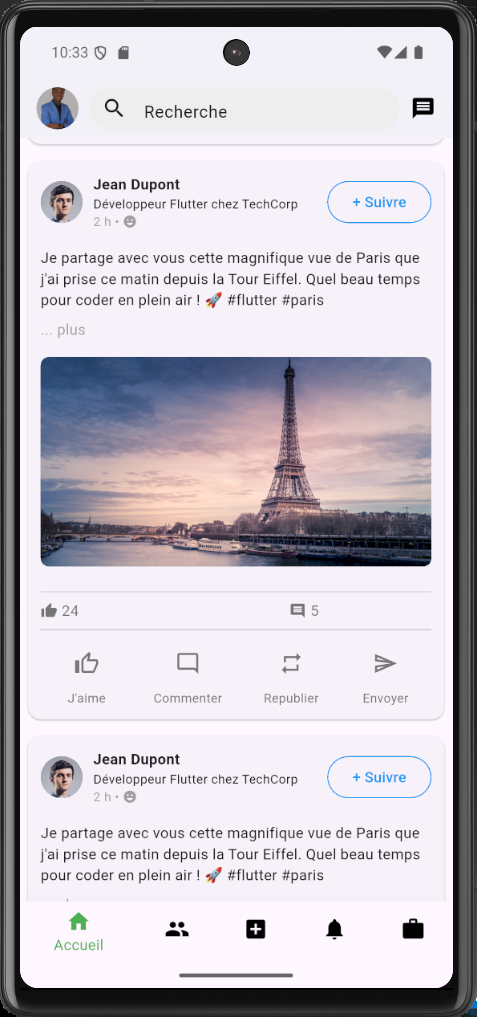 10:33
Recherche
Jean Dupont
Développeur Flutter chez TechCorp
+ Suivre
2 h •
Je partage avec vous cette magnifique vue de Paris que
j'ai prise ce matin depuis la Tour Eiffel. Quel beau temps
pour coder en plein air ! 🚀 #flutter #paris
... plus
24
5
J'aime
Commenter
Republier
Envoyer
Jean Dupont
Développeur Flutter chez TechCorp
+ Suivre
2 h •
Je partage avec vous cette magnifique vue de Paris que
j'ai prise ce matin depuis la Tour Eiffel. Quel beau temps
pour coder en plein air ! 🚀 #flutter #paris
Accueil